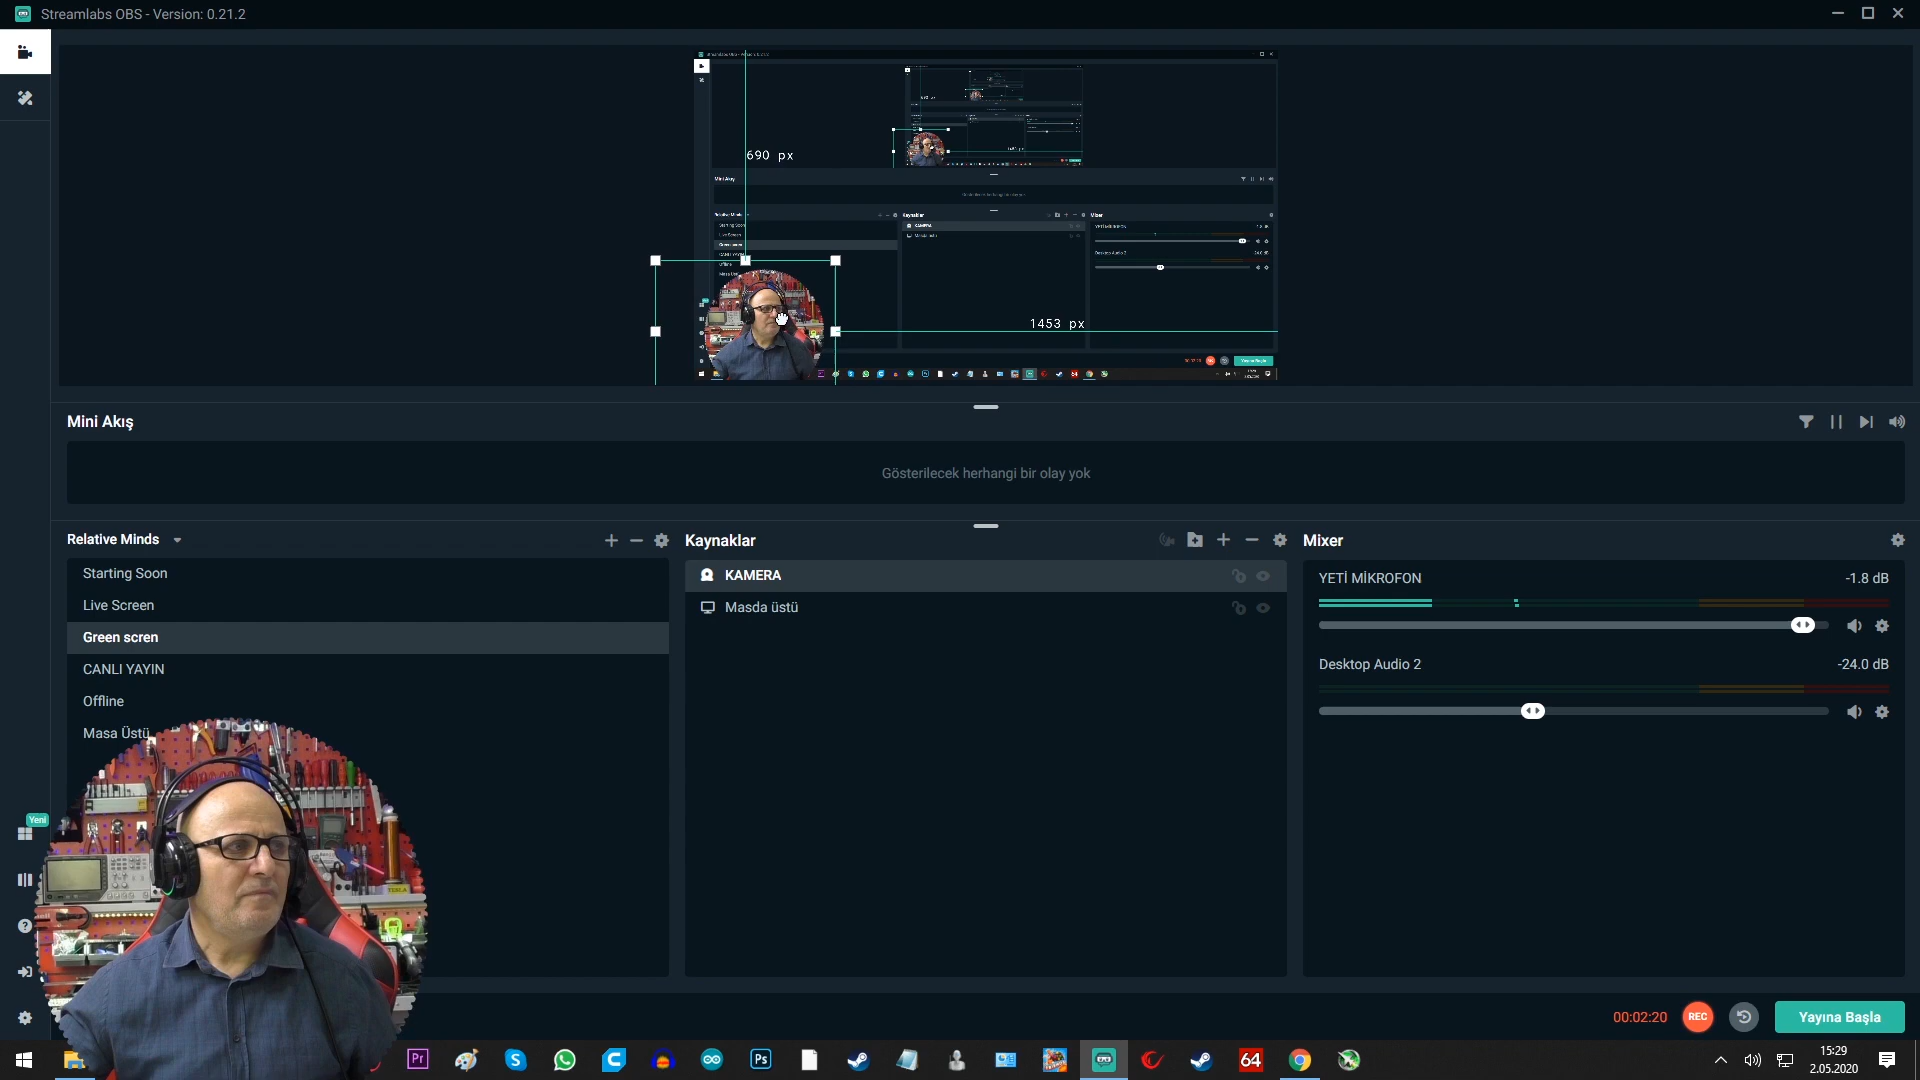 Streamlabs OBS - Version: 0.21.2
690 px
1453 px
Mini Akış
Gösterilecek herhangi bir olay yok
Relative Minds
Starting Soon
Live Screen
Green scren
CANLI YAYIN
Offline
Masa Üstü
Kaynaklar
KAMERA
Masda üstü
Mixer
YETİ MİKROFON
-1.8 dB
Desktop Audio 2
-24.0 dB
Yeni
TESLA
00:02:20
REC
Yayına Başla
Pr
Ps
64
15:29
2.05.2020